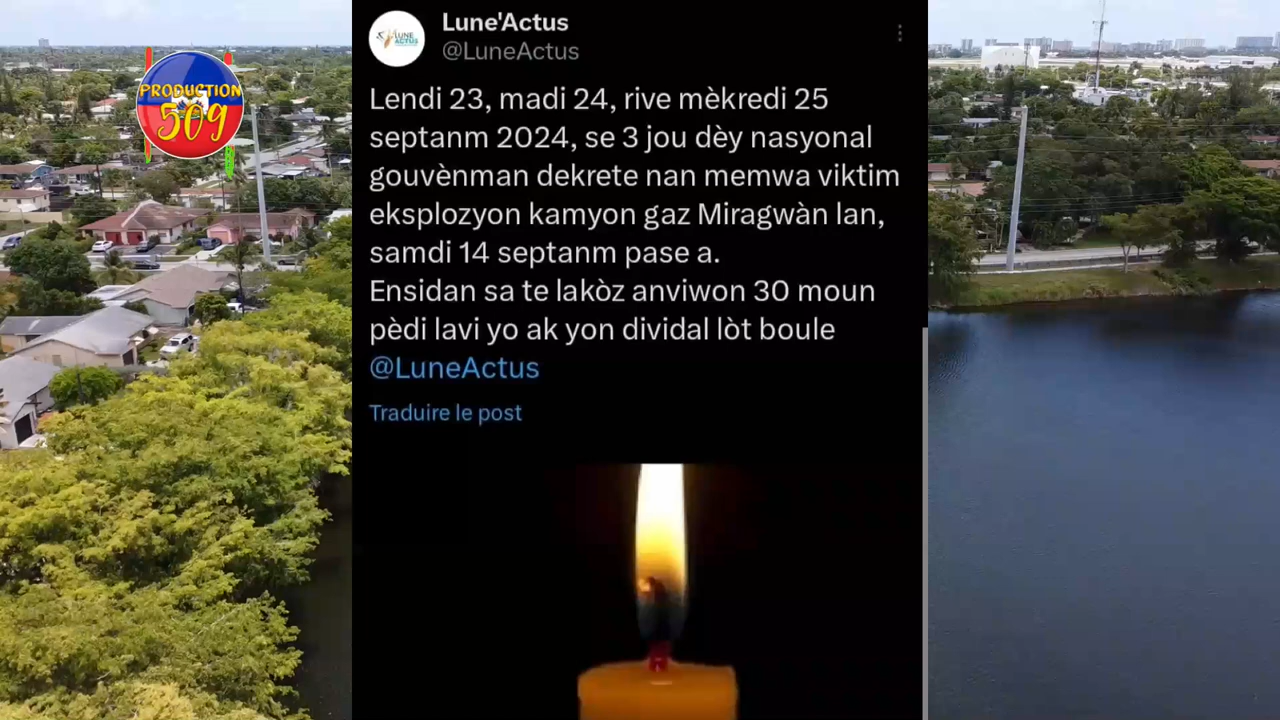 PRODUCTION
509
LUNE
ACTUS
Lune'Actus
@LuneActus
Lendi 23, madi 24, rive mèkredi 25
septanm 2024, se 3 jou dèy nasyonal
gouvènman dekrete nan memwa viktim
eksplozyon kamyon gaz Miragwàn lan,
samdi 14 septanm pase a.
Ensidan sa te lakòz anviwon 30 moun
pèdi lavi yo ak yon dividal lòt boule
@LuneActus
Traduire le post